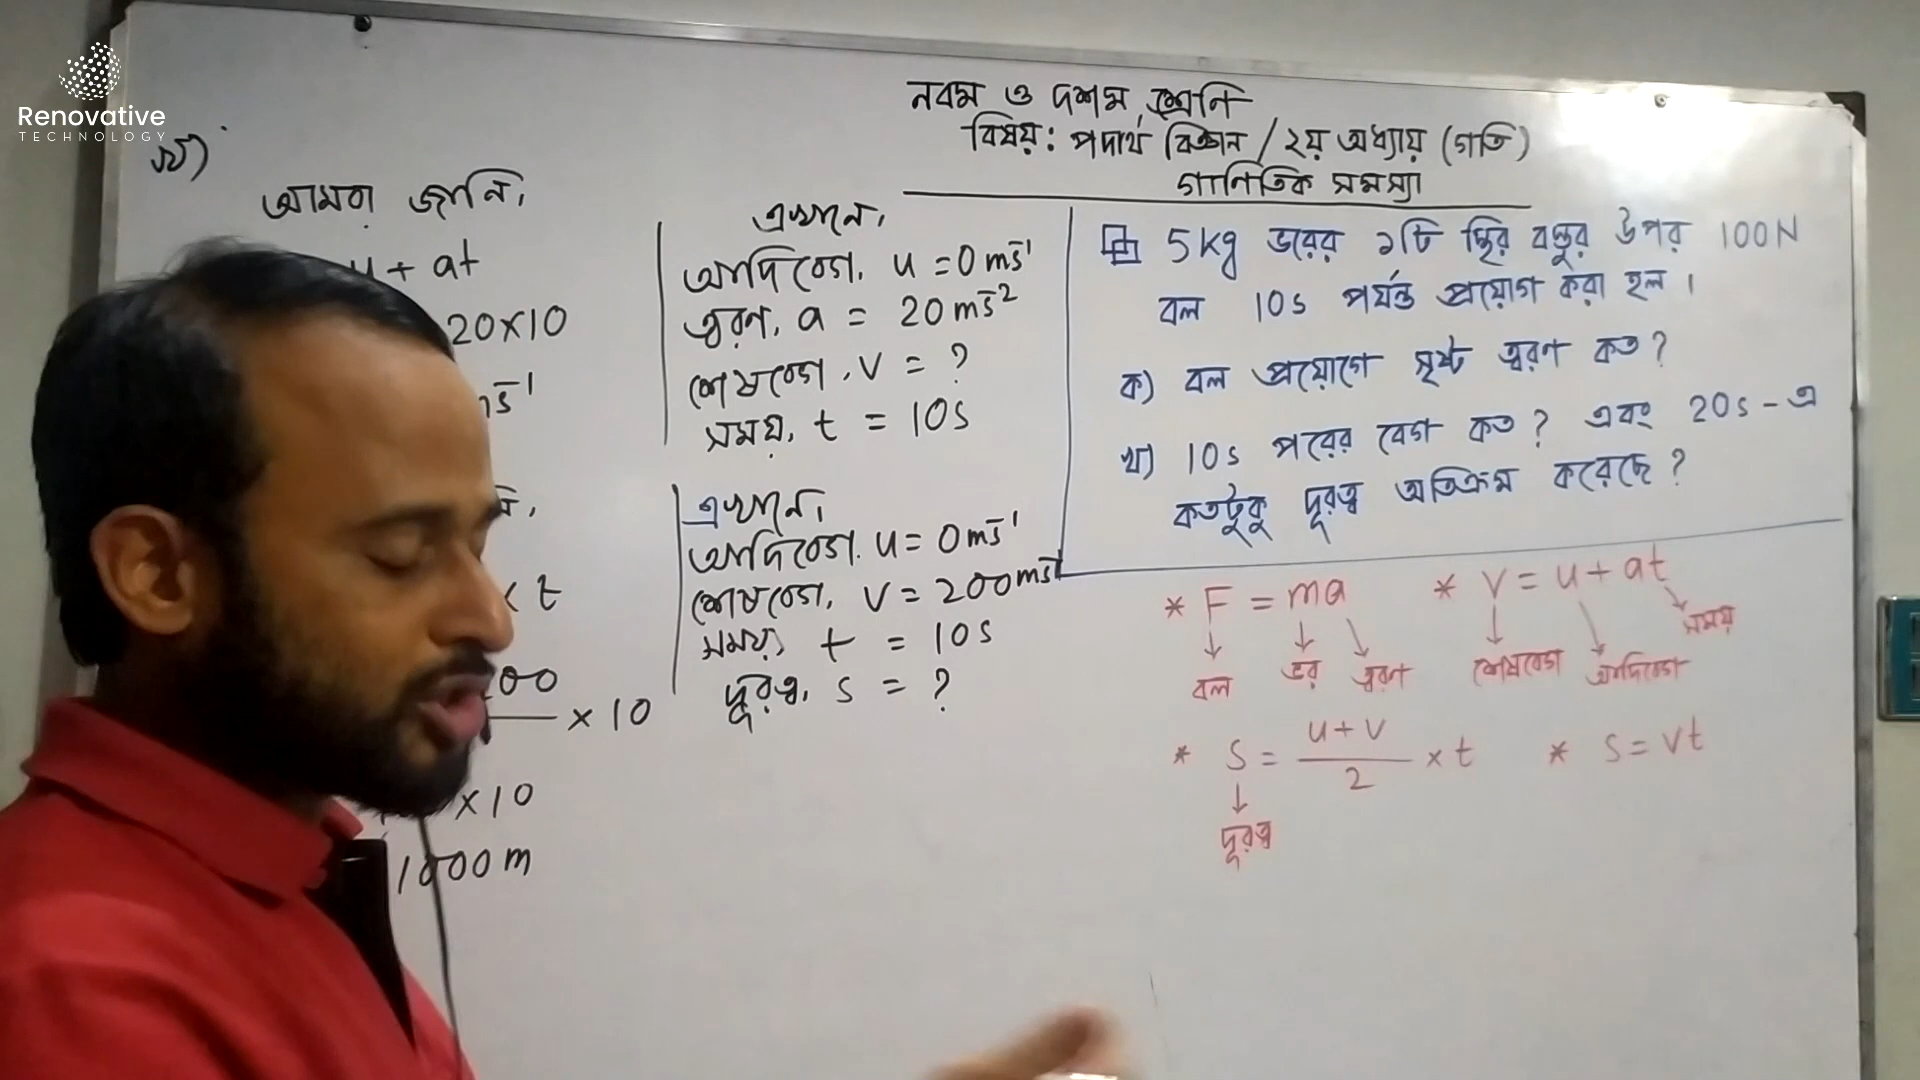 Renovative
TECHNOLOGY
নবম ও দশম শ্রেনি
বিষয়: পদার্থ বিজ্ঞান / ২য় অধ্যায় (গতি)
গানিতিক সমস্যা
খ)
আমরা জানি,
u + at
20×10
এখানে,
আদিবেগ, u = 0 ms⁻¹
ত্বরণ, a = 20 ms⁻²
শেষবেগ, v = ?
সময়, t = 10s
× t
× 10
×10
1000 m
এখানে,
আদিবেগ. u = 0 ms⁻¹
শেষবেগ, v = 200 ms⁻¹
সময়, t = 10s
দূরত্ব, s = ?
5kg ভরের ১টি স্থির বস্তুর উপর 100N
বল 10s পর্যন্ত প্রয়োগ করা হল ।
ক) বল প্রয়োগে সৃষ্ট ত্বরণ কত ?
খ) 10s পরের বেগ কত ? এবং 20s - এ
কতটুকু দূরত্ব অতিক্রম করেছে ?
* F = ma * v = u + at
বল ভর ত্বরণ শেষবেগ আদিবেগ সময়
* s = (u + v)/2 × t * s = vt
দূরত্ব